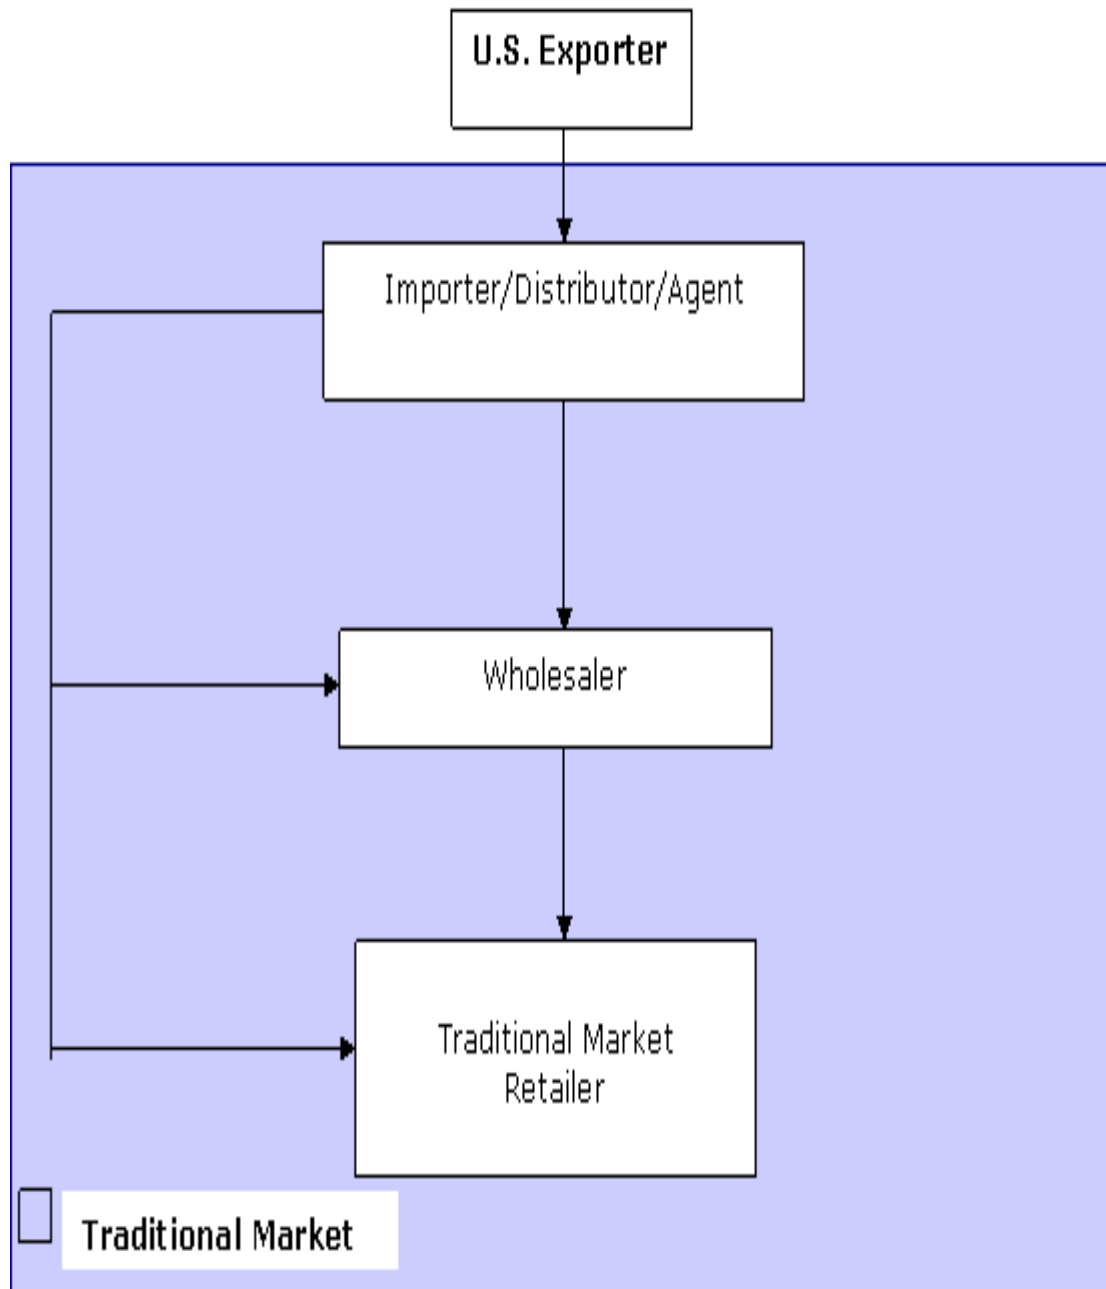 U.S. Exporter
Importer/Distributor/Agent
Wholesaler
Traditional Market
Retailer
Traditional Market